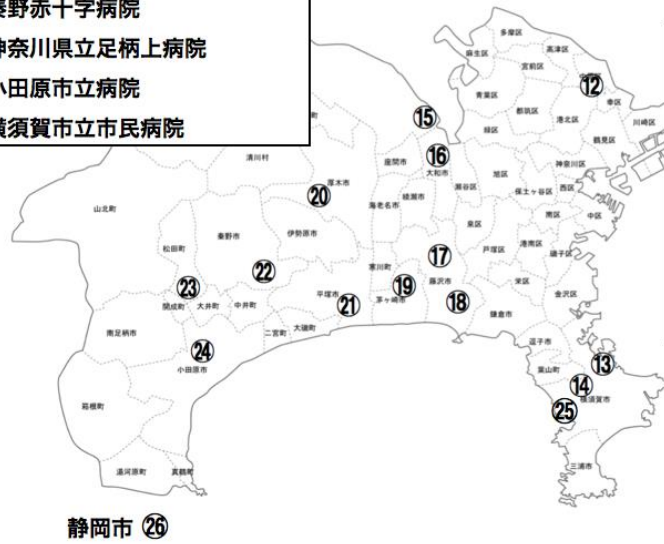 秦野赤十字病院
神奈川県立足柄上病院
小田原市立病院
横須賀市立市民病院
多摩区
麻生区
高津区
宮前区
⑫
幸区
青葉区
都筑区
港北区
川崎区
⑮
緑区
鶴見区
町
清川村
座間市
⑯
大和市
旭区
神奈川区
⑳
厚木市
瀬谷区
保土ヶ谷区
西区
山北町
海老名市
綾瀬市
泉区
南区
中区
秦野市
伊勢原市
松田町
戸塚区
港南区
磯子区
⑰
寒川町
藤沢市
㉒
㉓
⑲
栄区
金沢区
開成町
大井町
中井町
平塚市
㉑
茅ヶ崎市
⑱
鎌倉市
二宮町
大磯町
南足柄市
逗子市
㉔
小田原市
葉山町
⑬
⑭
横須賀市
箱根町
㉕
三浦市
湯河原町
真鶴町
静岡市 ㉖